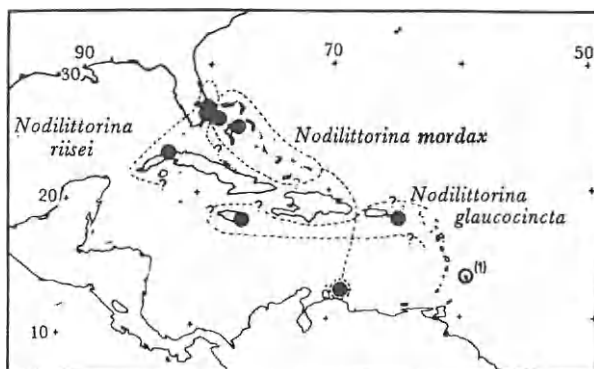 90
70
50
30
Nodilittorina
riisei
Nodilittorina mordax
?
?
?
20
Nodilittorina
glaucocincta
?
?
?
?
(1)
10